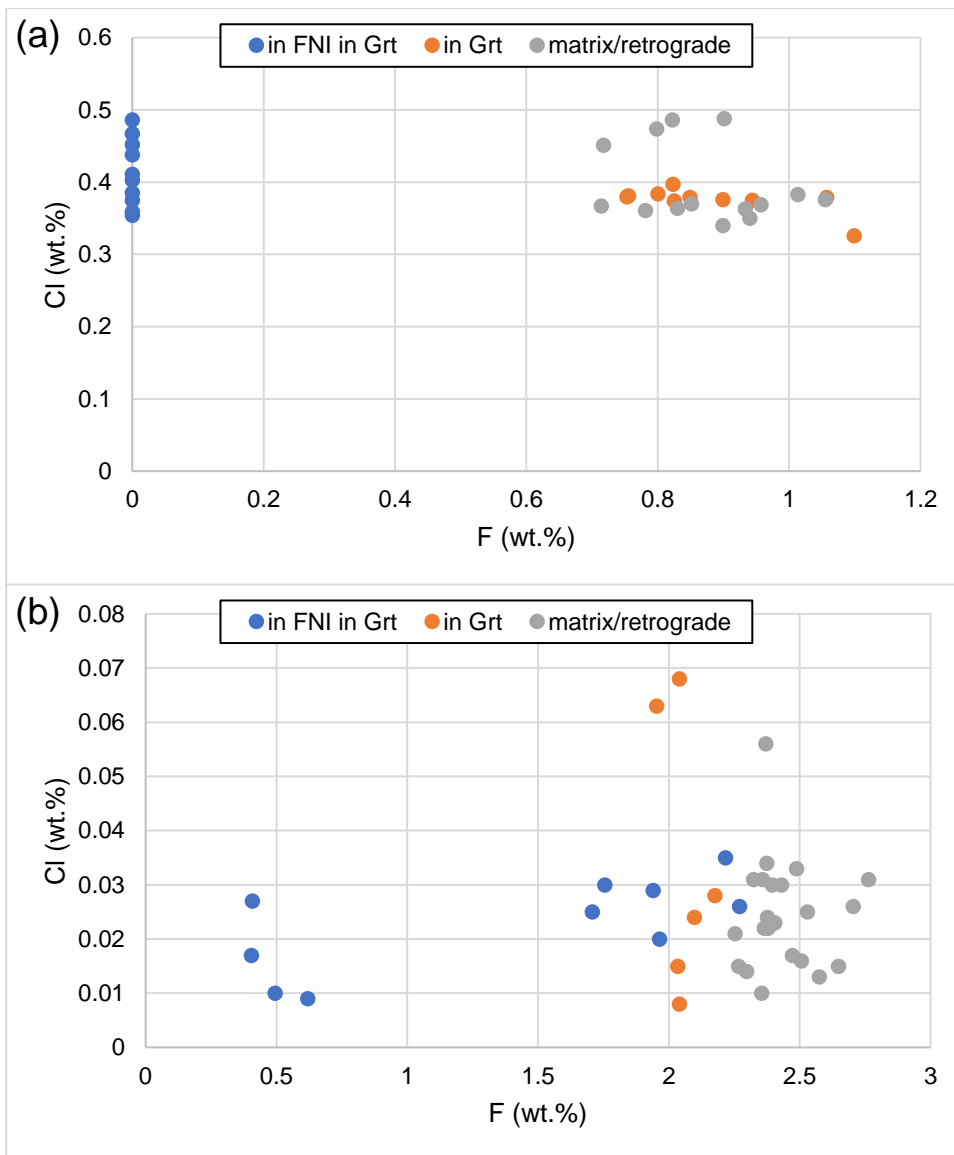 (a)
in FNI in Grt in Grt matrix/retrograde
0.6
0.5
0.4
0.3
0.2
0.1
0
Cl (wt.%)
0 0.2 0.4 0.6 0.8 1 1.2
F (wt.%)
(b)
in FNI in Grt in Grt matrix/retrograde
0.08
0.07
0.06
0.05
0.04
0.03
0.02
0.01
0
Cl (wt.%)
0 0.5 1 1.5 2 2.5 3
F (wt.%)